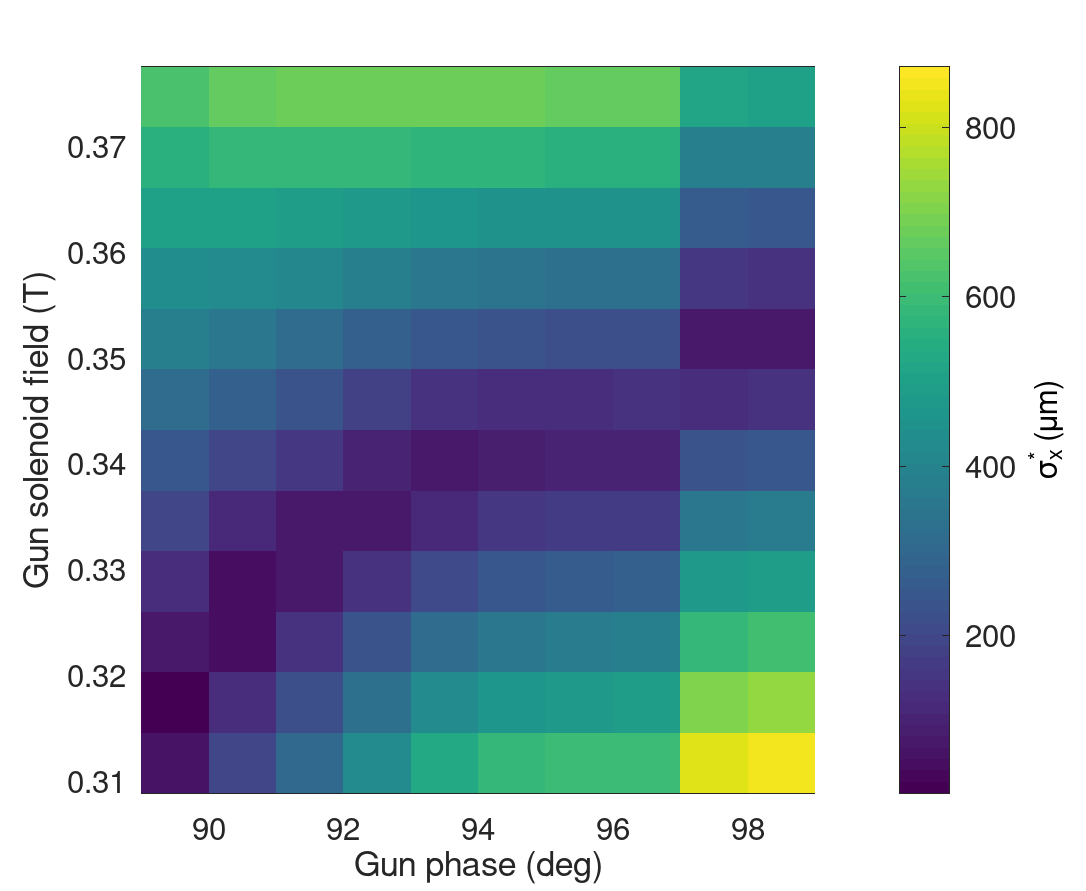 0.37
0.36
0.35
0.34
0.33
0.32
0.31
Gun solenoid field (T)
90 92 94 96 98
Gun phase (deg)
800
600
400
200
σ*x (μm)